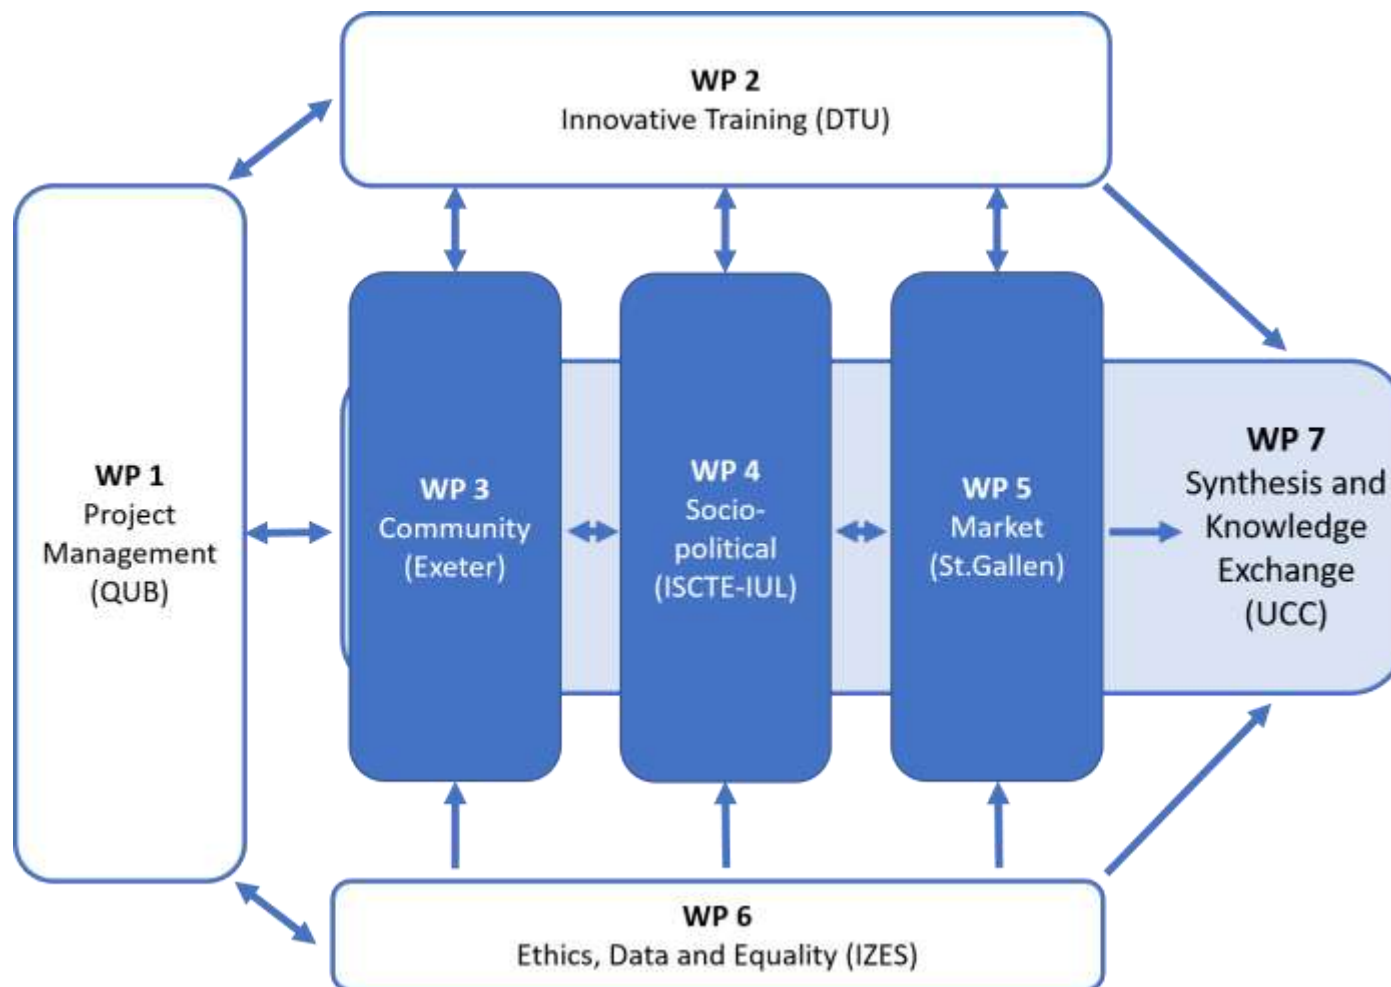 WP 2
Innovative Training (DTU)
WP 1
Project
Management
(QUB)
WP 3
Community
(Exeter)
WP 4
Socio-
political
(ISCTE-IUL)
WP 5
Market
(St.Gallen)
WP 7
Synthesis and
Knowledge
Exchange
(UCC)
WP 6
Ethics, Data and Equality (IZES)